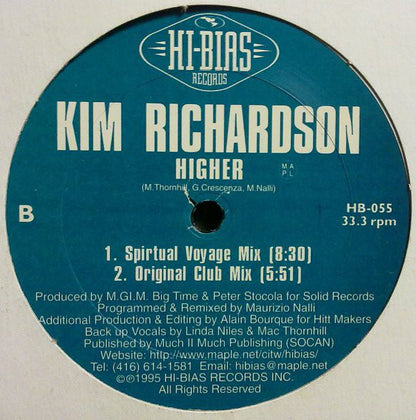 HI-BIAS
RECORDS
KIM RICHARDSON
HIGHER
M A
P L
(M.Thornhill, G.Crescenza, M.Nalli)
B
HB-055
33.3 rpm
1. Spirtual Voyage Mix (8:30)
2. Original Club Mix (5:51)
Produced by M.GI.M. Big Time & Peter Stocola for Solid Records
Programmed & Remixed by Maurizio Nalli
Additional Production & Editing by Alain Bourque for Hitt Makers
Back up Vocals by Linda Niles & Mac Thornhill
Published by Much II Much Publishing (SOCAN)
Website: http://www.maple.net/citw/hibias/
Tel: (416) 614-1581 Email: hibias@maple.net
©℗1995 HI-BIAS RECORDS INC.
All Rights Reserved